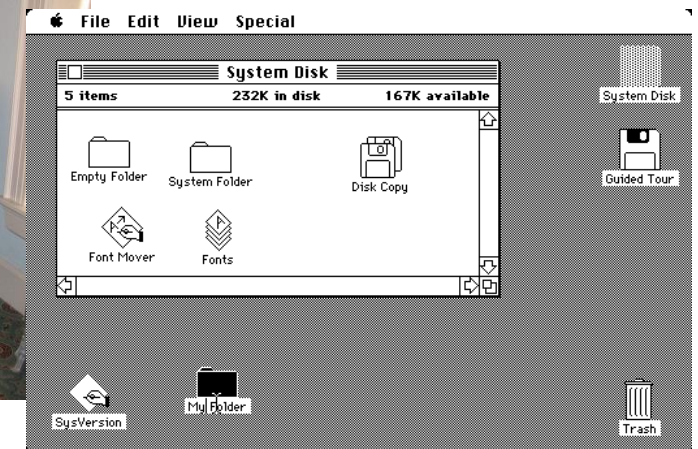 File Edit View Special
System Disk
5 items 232K in disk 167K available
Empty Folder System Folder Disk Copy
Font Mover Fonts
System Disk
Guided Tour
SysVersion My Folder Trash